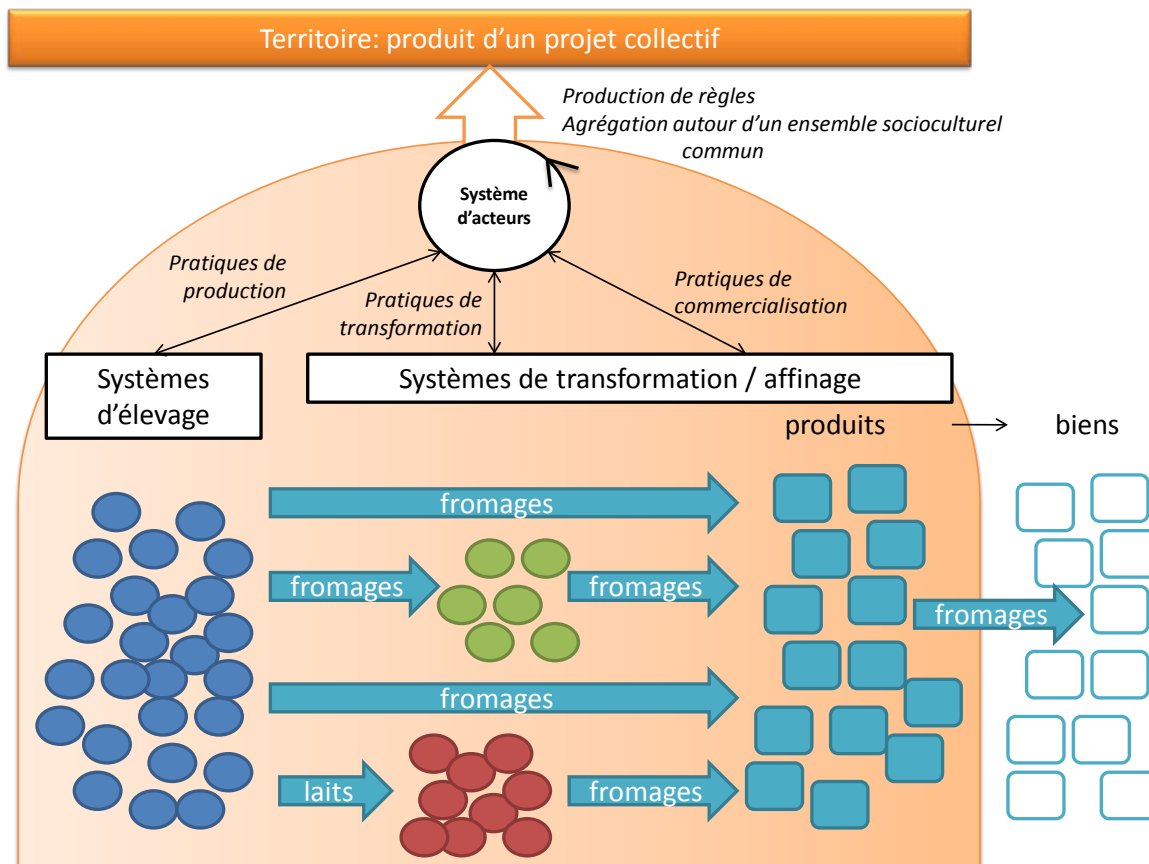 Territoire: produit d’un projet collectif
Production de règles
Agrégation autour d’un ensemble socioculturel
commun
Système
d’acteurs
Pratiques de
production
Pratiques de
transformation
Pratiques de
commercialisation
Systèmes
d’élevage
Systèmes de transformation / affinage
produits
biens
fromages
fromages
fromages
fromages
fromages
laits
fromages